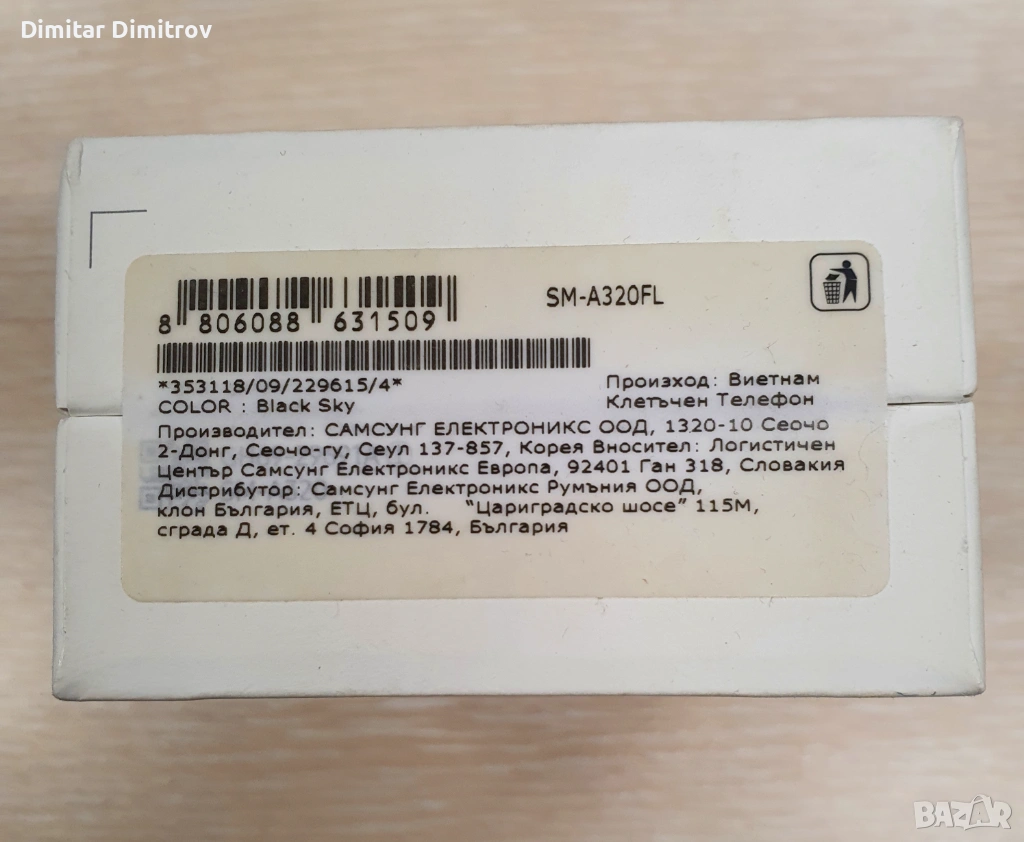 Dimitar Dimitrov
SM-A320FL
8 806088 631509
*353118/09/229615/4*
COLOR : Black Sky
Произход: Виетнам
Клетъчен Телефон
Производител: САМСУНГ ЕЛЕКТРОНИКС ООД, 1320-10 Сеочо
2-Донг, Сеочо-гу, Сеул 137-857, Корея Вносител: Логистичен
Център Самсунг Електроникс Европа, 92401 Ган 318, Словакия
Дистрибутор: Самсунг Електроникс Румъния ООД,
клон България, ЕТЦ, бул. “Цариградско шосе” 115М,
сграда Д, ет. 4 София 1784, България
BAZAR